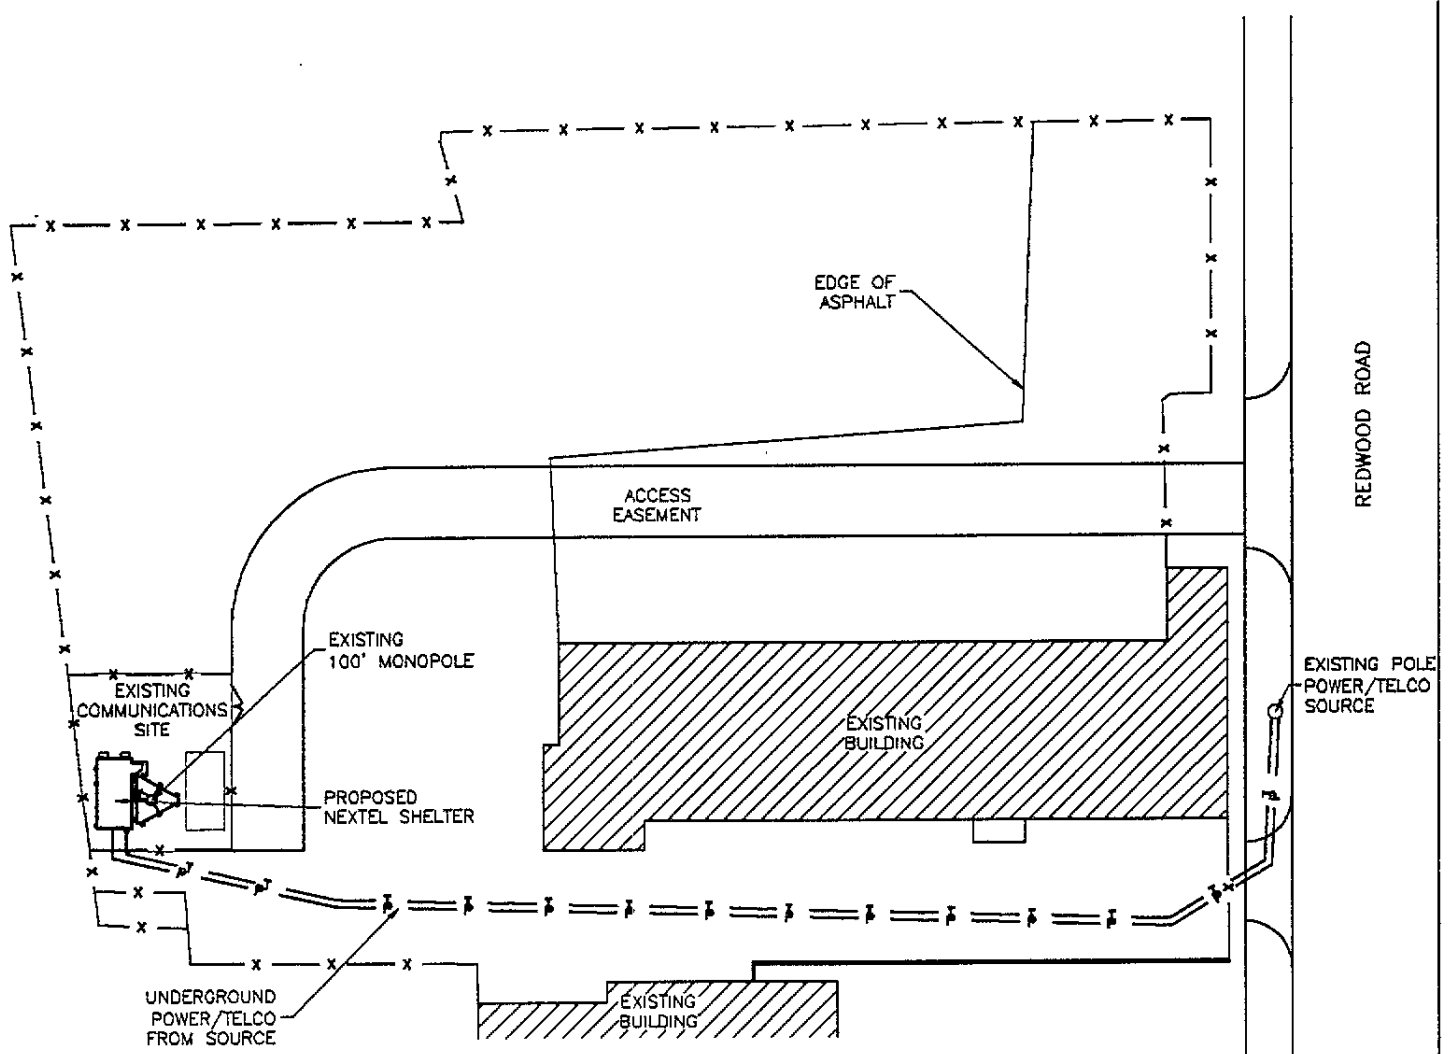 EDGE OF
ASPHALT
REDWOOD ROAD
ACCESS
EASEMENT
EXISTING
100' MONOPOLE
EXISTING
COMMUNICATIONS
SITE
EXISTING POLE
POWER/TELCO
SOURCE
EXISTING
BUILDING
PROPOSED
NEXTEL SHELTER
UNDERGROUND
POWER/TELCO
FROM SOURCE
EXISTING
BUILDING